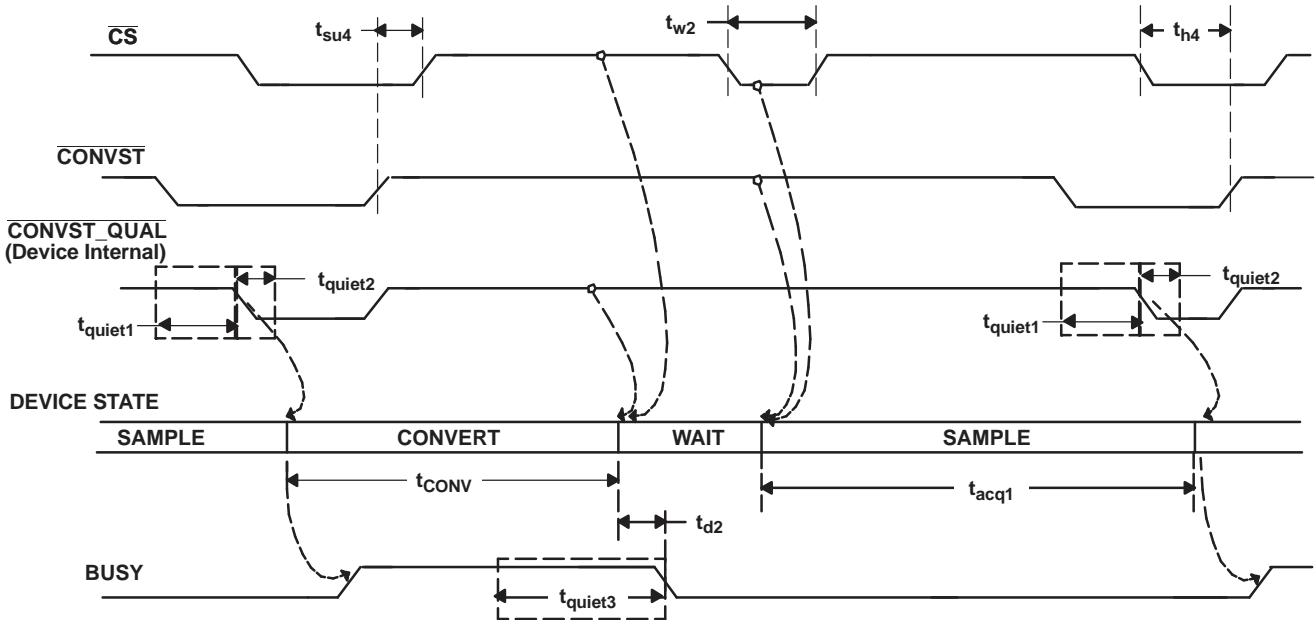 CS
tsu4
tw2
th4
CONVST
CONVST_QUAL
(Device Internal)
tquiet2
tquiet2
tquiet1
tquiet1
DEVICE STATE
SAMPLE CONVERT WAIT SAMPLE
tCONV
tacq1
td2
BUSY
tquiet3